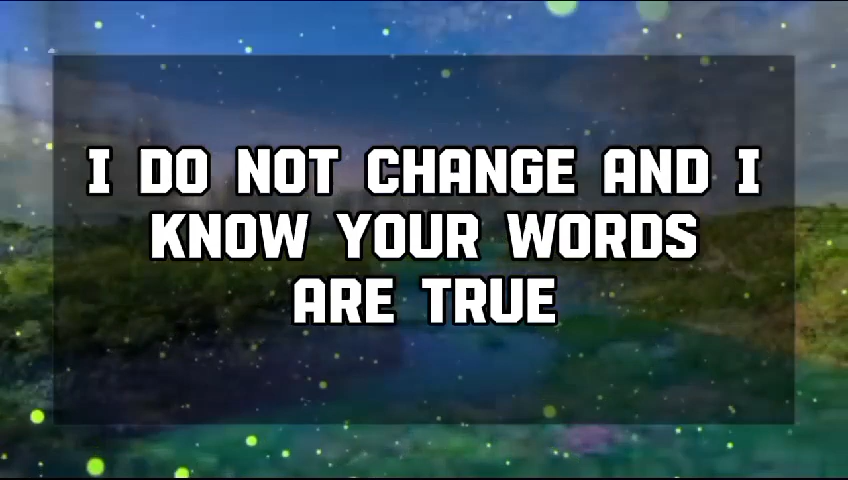 I DO NOT CHANGE AND I
KNOW YOUR WORDS
ARE TRUE